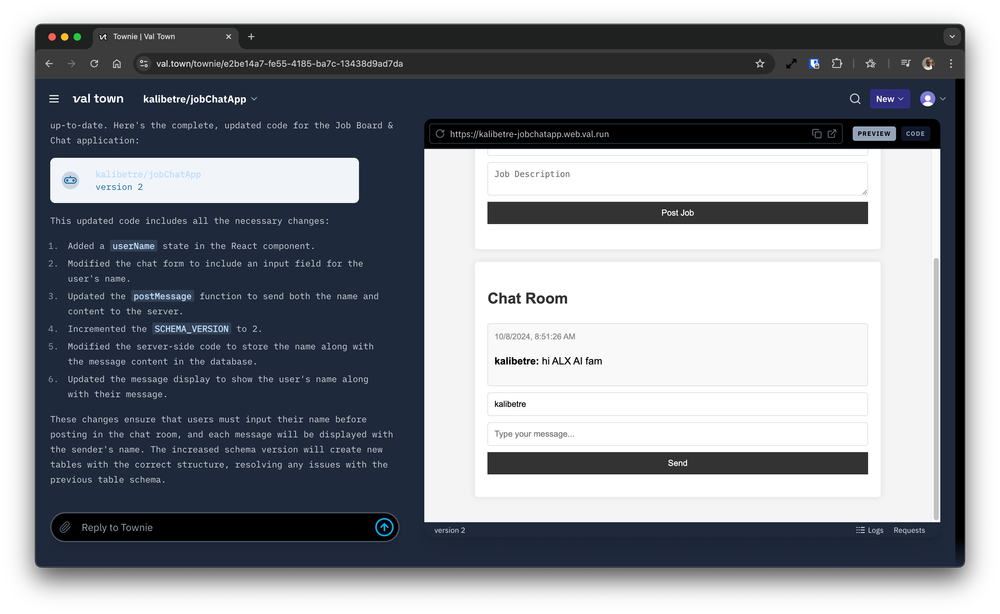 Townie | Val Town
val.town/townie/e2be14a7-fe55-4185-ba7c-13438d9ad7da
val town
kalibetre/jobChatApp
New
up-to-date. Here's the complete, updated code for the Job Board &
Chat application:
kalibetre/jobChatApp
version 2
This updated code includes all the necessary changes:
1. Added a userName state in the React component.
2. Modified the chat form to include an input field for the
user's name.
3. Updated the postMessage function to send both the name and
content to the server.
4. Incremented the SCHEMA_VERSION to 2.
5. Modified the server-side code to store the name along with
the message content in the database.
6. Updated the message display to show the user's name along
with their message.
These changes ensure that users must input their name before
posting in the chat room, and each message will be displayed with
the sender's name. The increased schema version will create new
tables with the correct structure, resolving any issues with the
previous table schema.
Reply to Townie
https://kalibetre-jobchatapp.web.val.run
PREVIEW
CODE
Job Description
Post Job
Chat Room
10/8/2024, 8:51:26 AM
kalibetre: hi ALX AI fam
kalibetre
Type your message...
Send
version 2
Logs
Requests